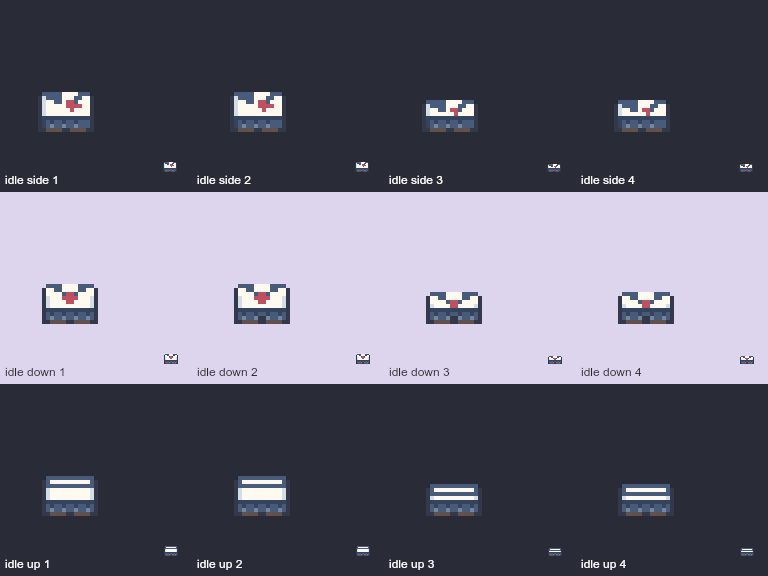 idle side 1
idle side 2
idle side 3
idle side 4
idle down 1
idle down 2
idle down 3
idle down 4
idle up 1
idle up 2
idle up 3
idle up 4